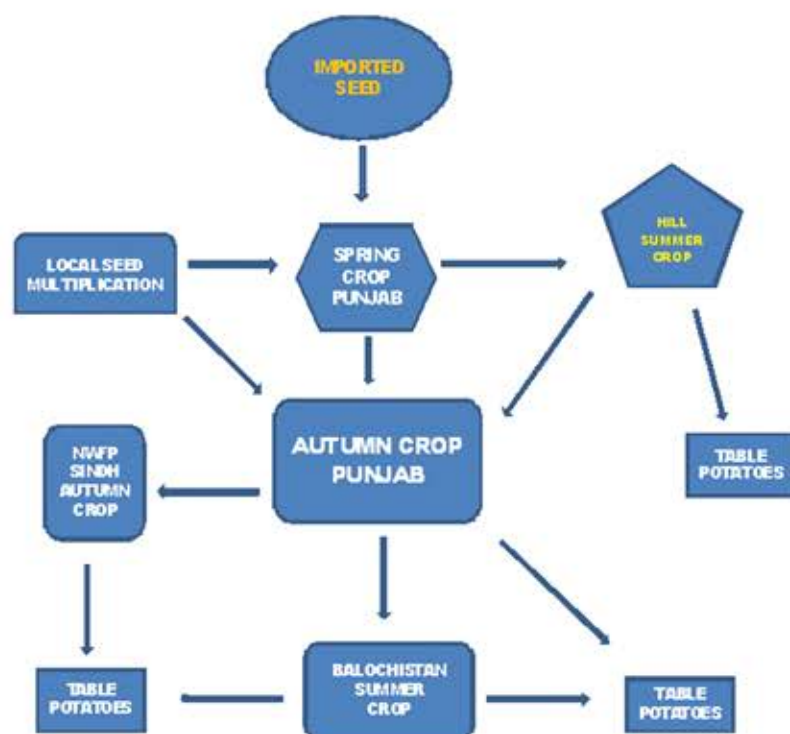 IMPORTED
SEED
LOCAL SEED
MULTIPLICATION
SPRING
CROP
PUNJAB
HILL
SUMMER
CROP
AUTUMN CROP
PUNJAB
NWFP
SINDH
AUTUMN
CROP
TABLE
POTATOES
TABLE
POTATOES
BALOCHISTAN
SUMMER
CROP
TABLE
POTATOES